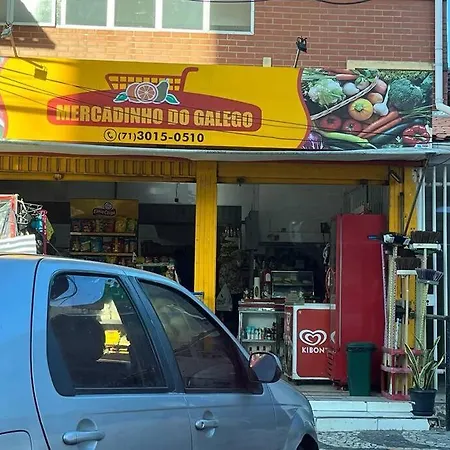 MERCADINHO DO GALEGO
(71)3015-0510
KIBON